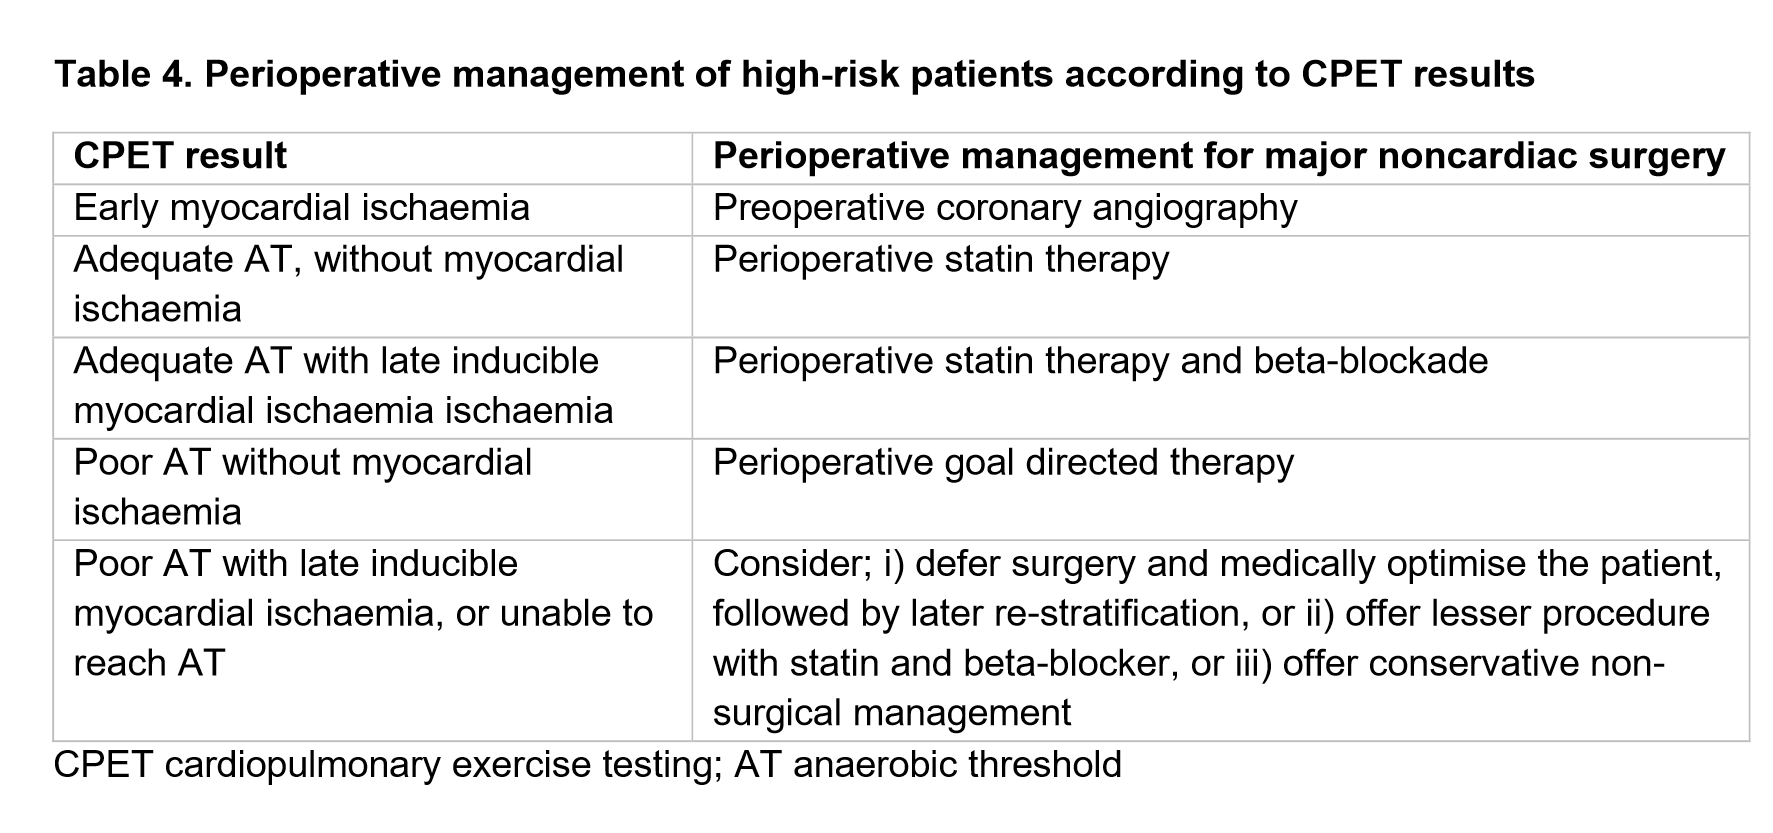 Table 4. Perioperative management of high-risk patients according to CPET results
CPET result
Perioperative management for major noncardiac surgery
Early myocardial ischaemia
Preoperative coronary angiography
Adequate AT, without myocardial
ischaemia
Perioperative statin therapy
Adequate AT with late inducible
myocardial ischaemia ischaemia
Perioperative statin therapy and beta-blockade
Poor AT without myocardial
ischaemia
Perioperative goal directed therapy
Poor AT with late inducible
myocardial ischaemia, or unable to
reach AT
Consider; i) defer surgery and medically optimise the patient,
followed by later re-stratification, or ii) offer lesser procedure
with statin and beta-blocker, or iii) offer conservative non-
surgical management
CPET cardiopulmonary exercise testing; AT anaerobic threshold